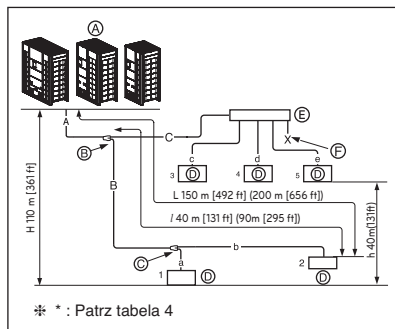 A
A
C
E
B
X
F
c
d
e
3 D
4 D
5 D
H 110 m [361 ft]
B
L 150 m [492 ft] (200 m [656 ft])
l 40 m [131 ft] (90m [295 ft])
h 40m(131ft)
b
C
a
1 D
2
D
※ * : Patrz tabela 4